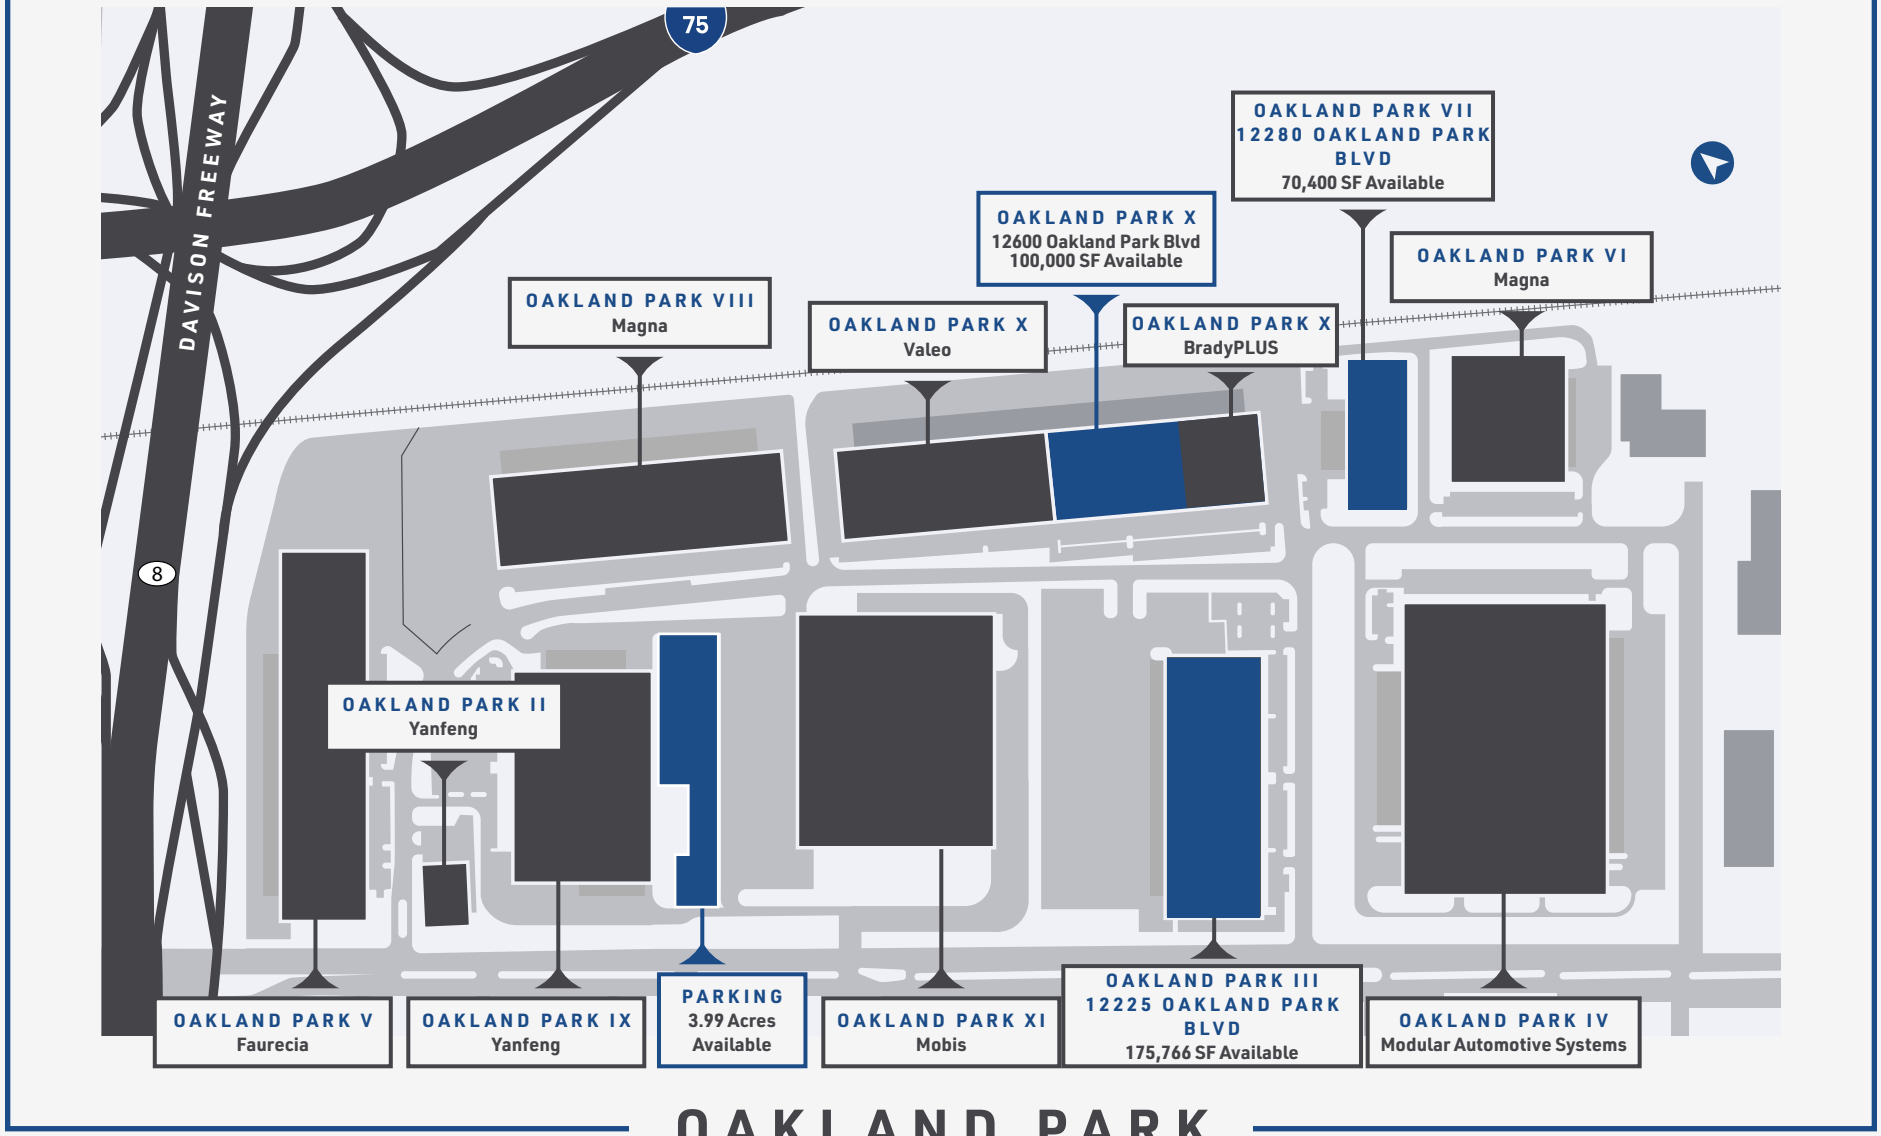 75
DAVISON FREEWAY
8
OAKLAND PARK VII
12280 OAKLAND PARK
BLVD
70,400 SF Available
OAKLAND PARK X
12600 Oakland Park Blvd
100,000 SF Available
OAKLAND PARK VI
Magna
OAKLAND PARK VIII
Magna
OAKLAND PARK X
Valeo
OAKLAND PARK X
BradyPLUS
OAKLAND PARK II
Yanfeng
OAKLAND PARK V
Faurecia
OAKLAND PARK IX
Yanfeng
PARKING
3.99 Acres
Available
OAKLAND PARK XI
Mobis
OAKLAND PARK III
12225 OAKLAND PARK
BLVD
175,766 SF Available
OAKLAND PARK IV
Modular Automotive Systems
OAKLAND PARK